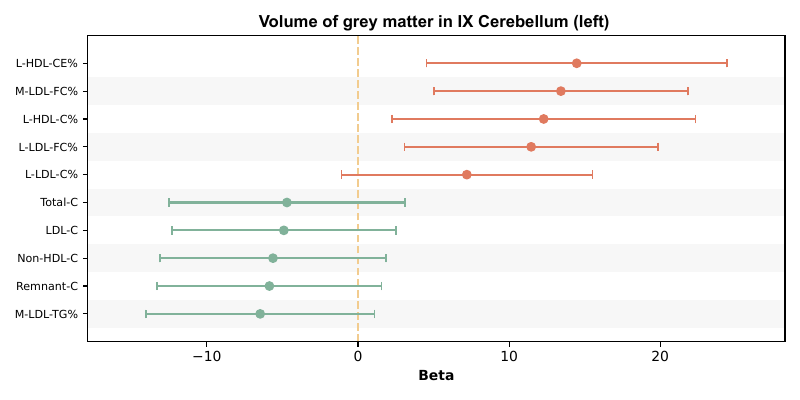 Volume of grey matter in IX Cerebellum (left)
L-HDL-CE%
M-LDL-FC%
L-HDL-C%
L-LDL-FC%
L-LDL-C%
Total-C
LDL-C
Non-HDL-C
Remnant-C
M-LDL-TG%
−10 0 10 20
Beta